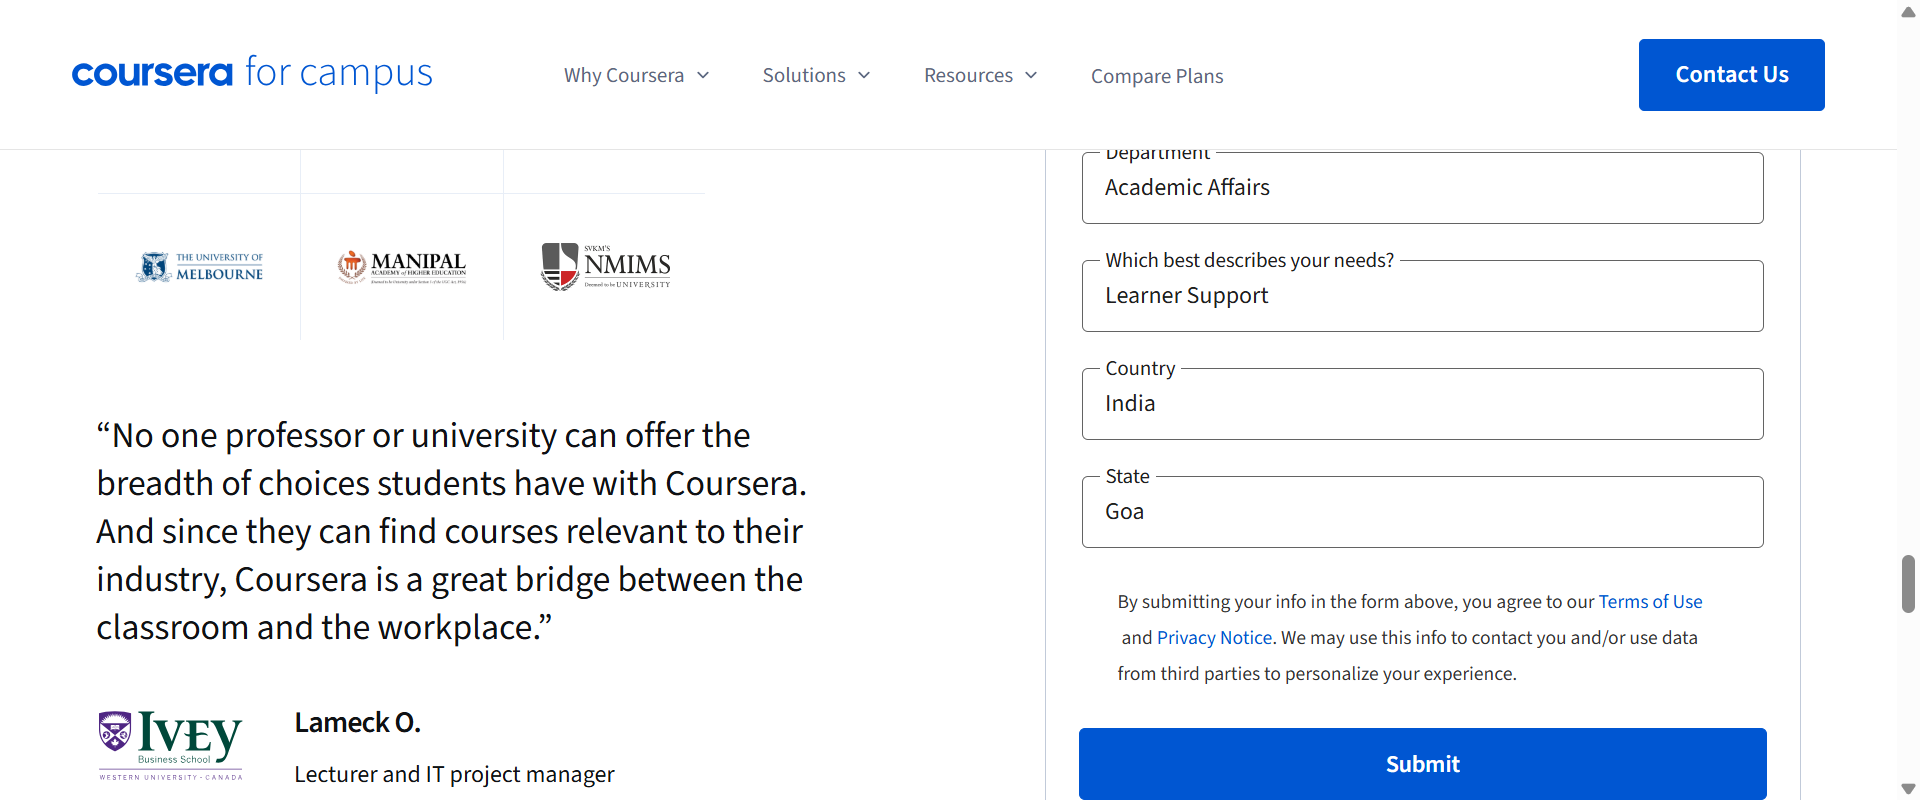 coursera for campus
Why Coursera
Solutions
Resources
Compare Plans
Contact Us
THE UNIVERSITY OF
MELBOURNE
MANIPAL
ACADEMY of HIGHER EDUCATION
SVKM'S
NMIMS
Deemed to be UNIVERSITY
“No one professor or university can offer the
breadth of choices students have with Coursera.
And since they can find courses relevant to their
industry, Coursera is a great bridge between the
classroom and the workplace.”
IVEY
Business School
WESTERN UNIVERSITY · CANADA
Lameck O.
Lecturer and IT project manager
Department
Academic Affairs
Which best describes your needs?
Learner Support
Country
India
State
Goa
By submitting your info in the form above, you agree to our Terms of Use
and Privacy Notice. We may use this info to contact you and/or use data
from third parties to personalize your experience.
Submit